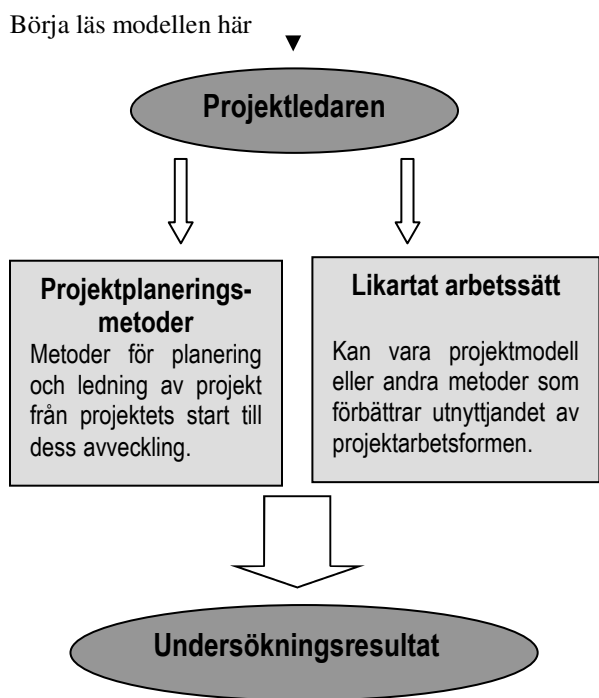 Börja läs modellen här
Projektledaren
Projektplanerings-
metoder
Metoder för planering
och ledning av projekt
från projektets start till
dess avveckling.
Likartat arbetssätt
Kan vara projektmodell
eller andra metoder som
förbättrar utnyttjandet av
projektarbetsformen.
Undersökningsresultat